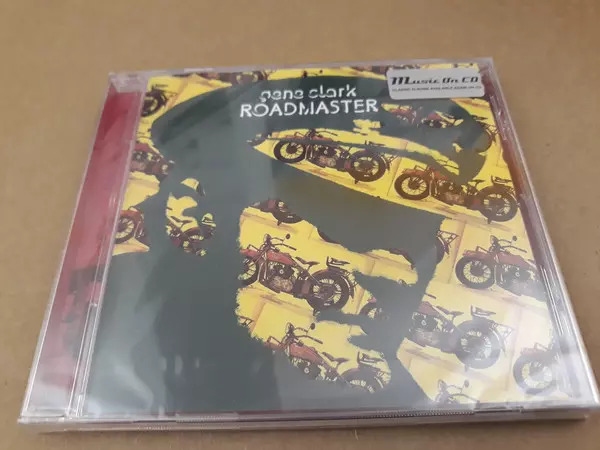 Music On CD
gene clark
ROADMASTER